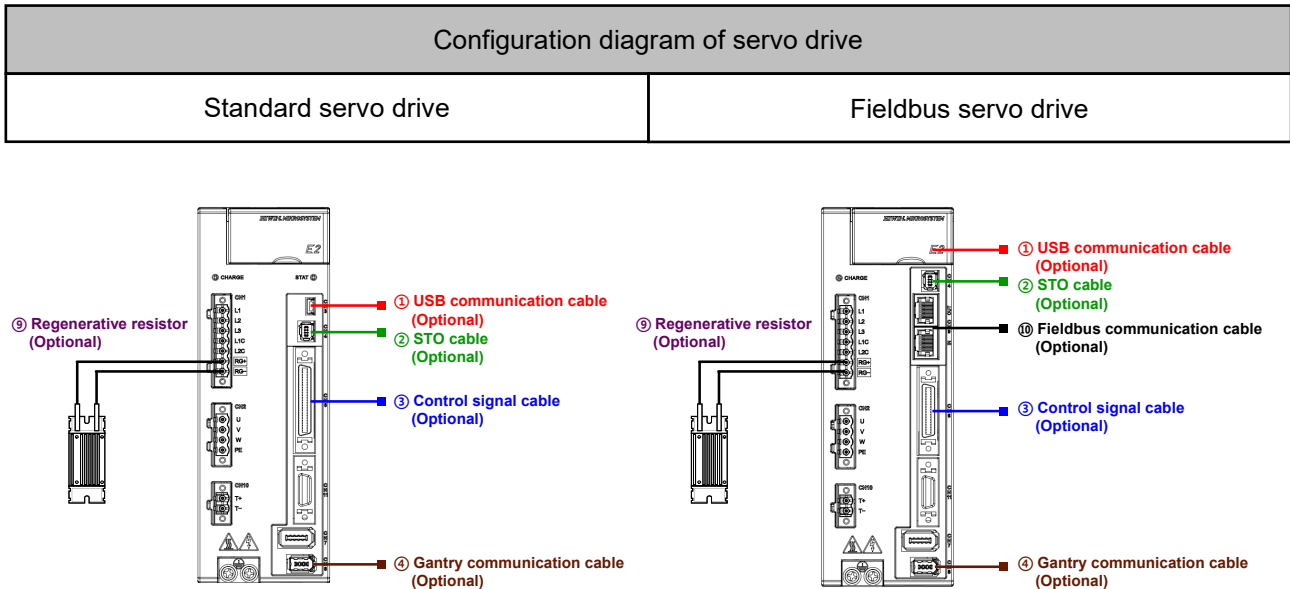 Configuration diagram of servo drive
Standard servo drive
Fieldbus servo drive
E2
CHARGE
STAT
CN1
L1
L2
L3
L1C
L2C
RG+
RG-
CN2
U
V
W
PE
CN10
T+
T-
① USB communication cable
(Optional)
② STO cable
(Optional)
③ Control signal cable
(Optional)
④ Gantry communication cable
(Optional)
⑨ Regenerative resistor
(Optional)
E2
CHARGE
CN1
L1
L2
L3
L1C
L2C
RG+
RG-
CN2
U
V
W
PE
CN10
T+
T-
① USB communication cable
(Optional)
② STO cable
(Optional)
⑩ Fieldbus communication cable
(Optional)
③ Control signal cable
(Optional)
④ Gantry communication cable
(Optional)
⑨ Regenerative resistor
(Optional)